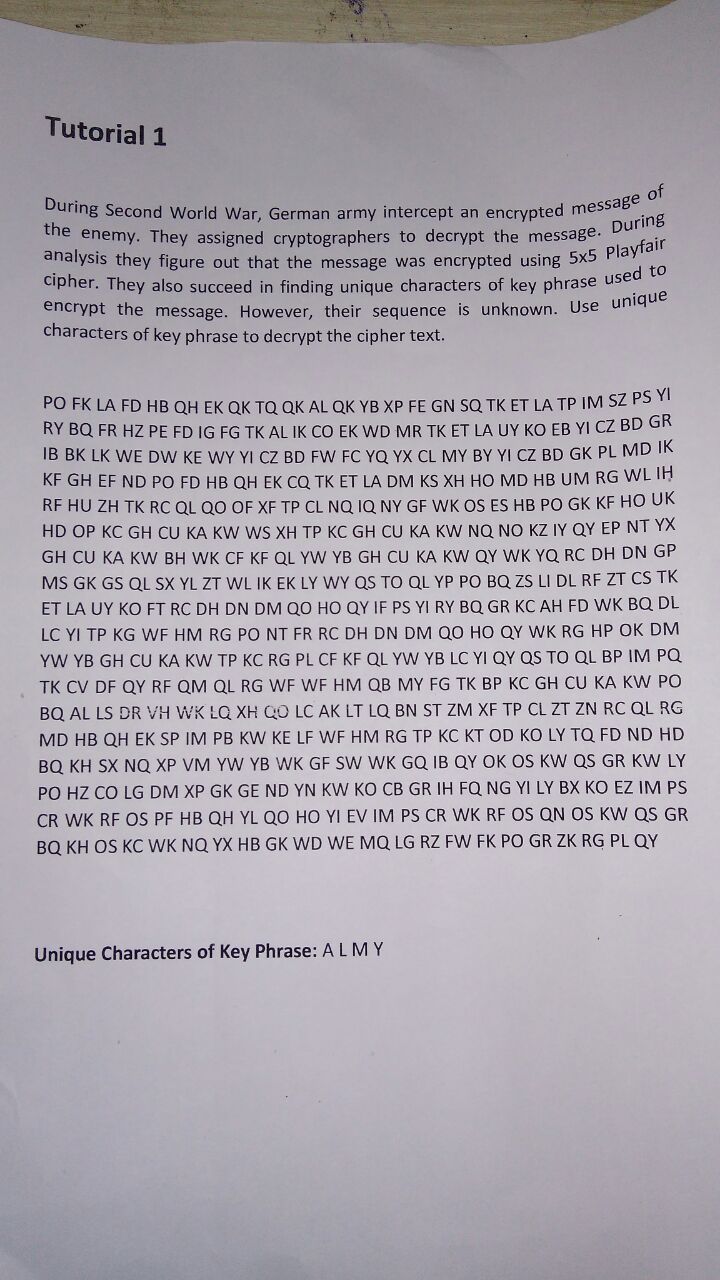 Tutorial 1
During Second World War, German army intercept an encrypted message of
the enemy. They assigned cryptographers to decrypt the message. During
analysis they figure out that the message was encrypted using 5x5 Playfair
cipher. They also succeed in finding unique characters of key phrase used to
encrypt the message. However, their sequence is unknown. Use unique
characters of key phrase to decrypt the cipher text.
PO FK LA FD HB QH EK QK TQ QK AL QK YB XP FE GN SQ TK ET LA TP IM SZ PS YI
RY BQ FR HZ PE FD IG FG TK AL IK CO EK WD MR TK ET LA UY KO EB YI CZ BD GR
IB BK LK WE DW KE WY YI CZ BD FW FC YQ YX CL MY BY YI CZ BD GK PL MD IK
KF GH EF ND PO FD HB QH EK CQ TK ET LA DM KS XH HO MD HB UM RG WL IH
RF HU ZH TK RC QL QO OF XF TP CL NQ IQ NY GF WK OS ES HB PO GK KF HO UK
HD OP KC GH CU KA KW WS XH TP KC GH CU KA KW NQ NO KZ IY QY EP NT YX
GH CU KA KW BH WK CF KF QL YW YB GH CU KA KW QY WK YQ RC DH DN GP
MS GK GS QL SX YL ZT WL IK EK LY WY QS TO QL YP PO BQ ZS LI DL RF ZT CS TK
ET LA UY KO FT RC DH DN DM QO HO QY IF PS YI RY BQ GR KC AH FD WK BQ DL
LC YI TP KG WF HM RG PO NT FR RC DH DN DM QO HO QY WK RG HP OK DM
YW YB GH CU KA KW TP KC RG PL CF KF QL YW YB LC YI QY QS TO QL BP IM PQ
TK CV DF QY RF QM QL RG WF WF HM QB MY FG TK BP KC GH CU KA KW PO
BQ AL LS DR VH WK LQ XH QO LC AK LT LQ BN ST ZM XF TP CL ZT ZN RC QL RG
MD HB QH EK SP IM PB KW KE LF WF HM RG TP KC KT OD KO LY TQ FD ND HD
BQ KH SX NQ XP VM YW YB WK GF SW WK GQ IB QY OK OS KW QS GR KW LY
PO HZ CO LG DM XP GK GE ND YN KW KO CB GR IH FQ NG YI LY BX KO EZ IM PS
CR WK RF OS PF HB QH YL QO HO YI EV IM PS CR WK RF OS QN OS KW QS GR
BQ KH OS KC WK NQ YX HB GK WD WE MQ LG RZ FW FK PO GR ZK RG PL QY
Unique Characters of Key Phrase: A L M Y